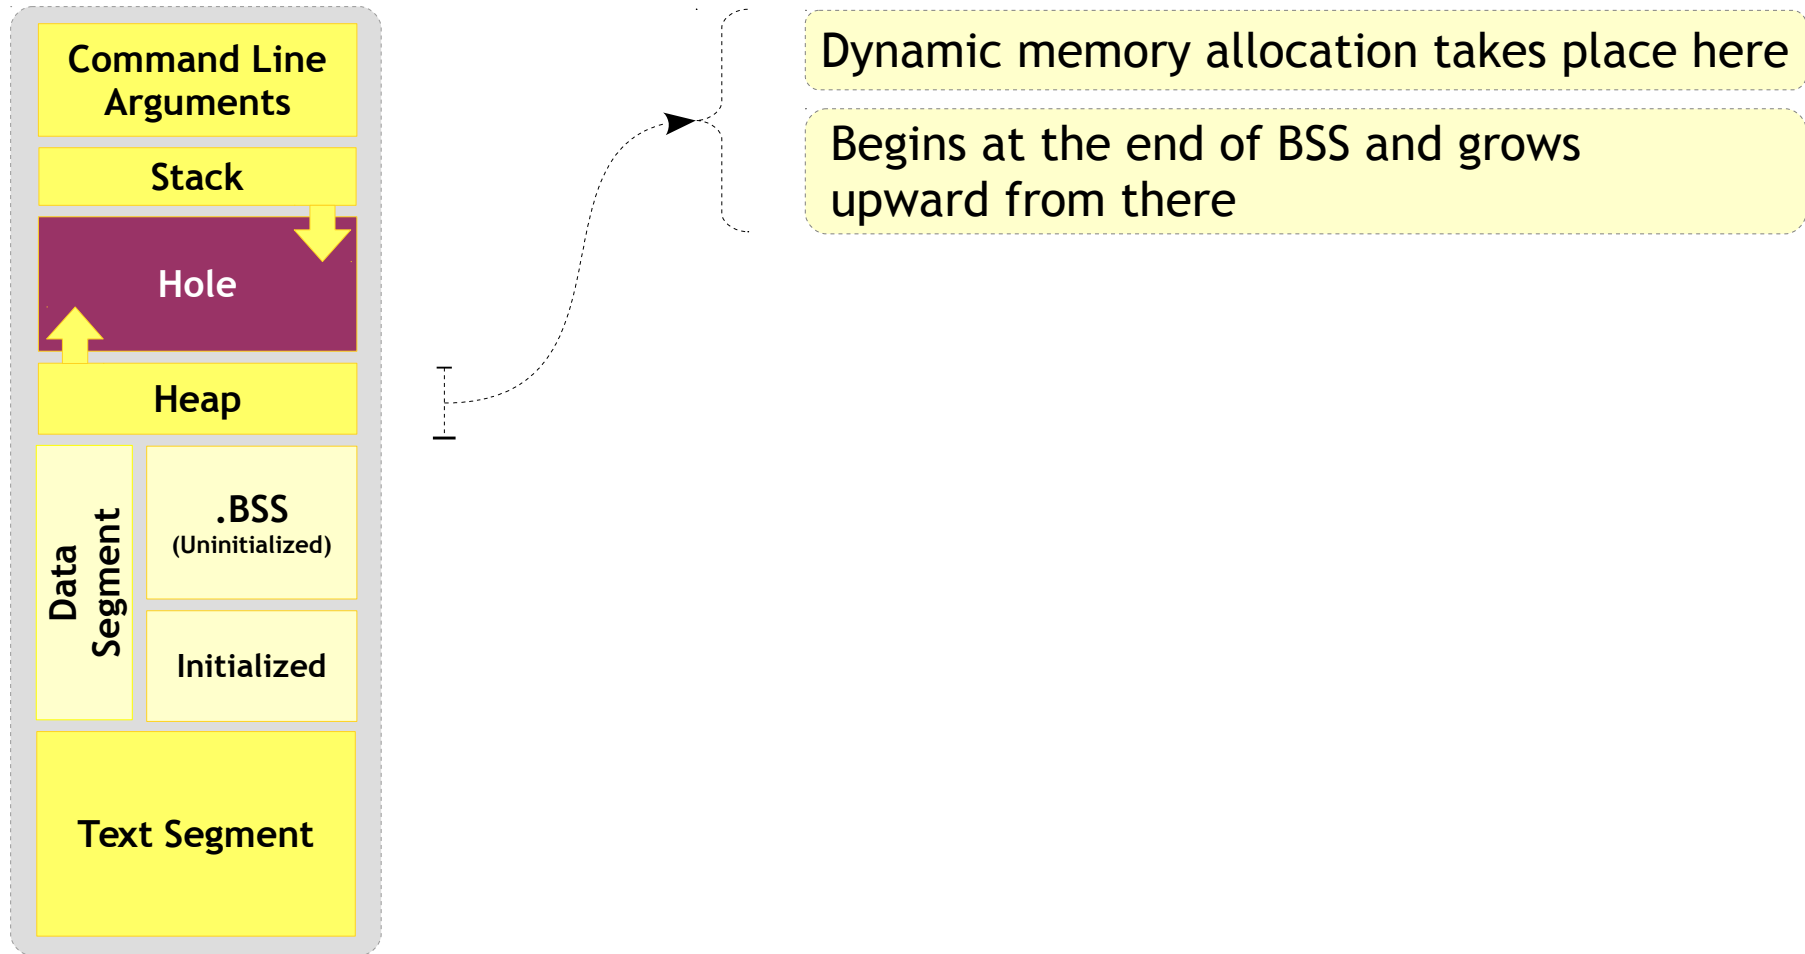 Command Line
Arguments
Stack
Hole
Heap
Data
Segment
.BSS
(Uninitialized)
Initialized
Text Segment
Dynamic memory allocation takes place here
Begins at the end of BSS and grows
upward from there